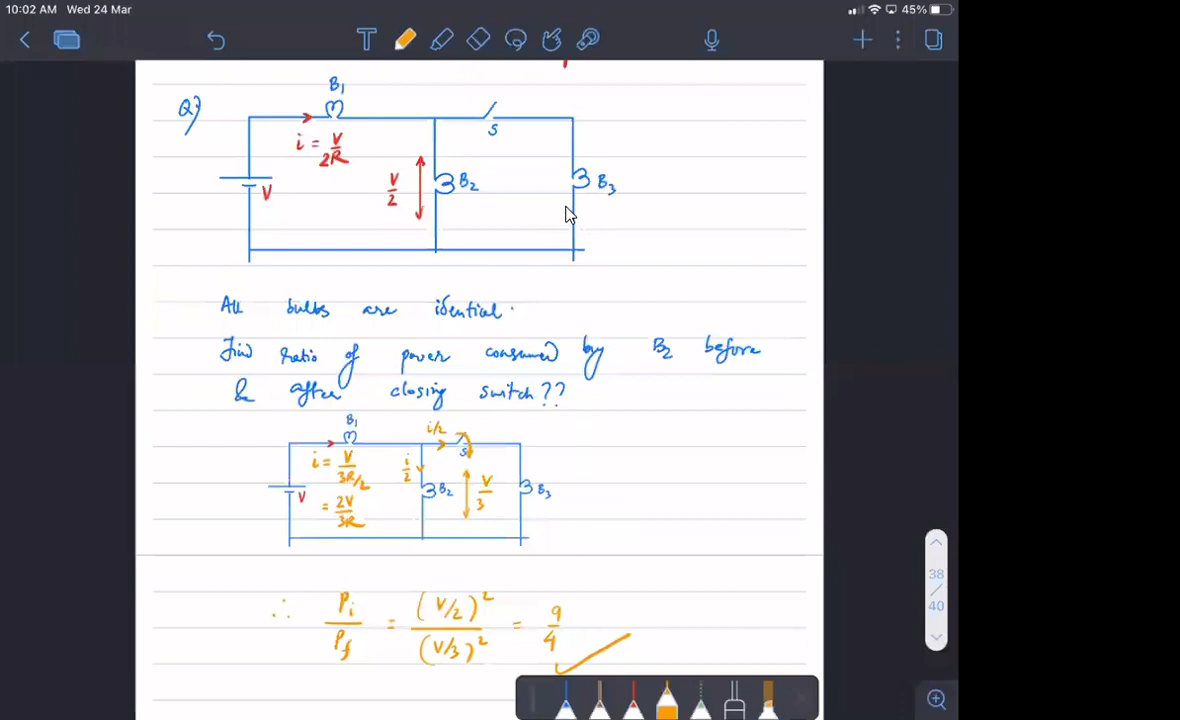 10:02 AM Wed 24 Mar 45%
T
Q)
B1
S
i = V/2R
V
V/2
B2
B3
All bulbs are identical.
Find ratio of power consumed by B2 before
& after closing switch??
B1
i/2
S
i = V/3R/2
= 2V/3R
V
i/2
B2
V/3
B3
∴ Pi/Pf = (V/2)²/(V/3)² = 9/4
38
/
40